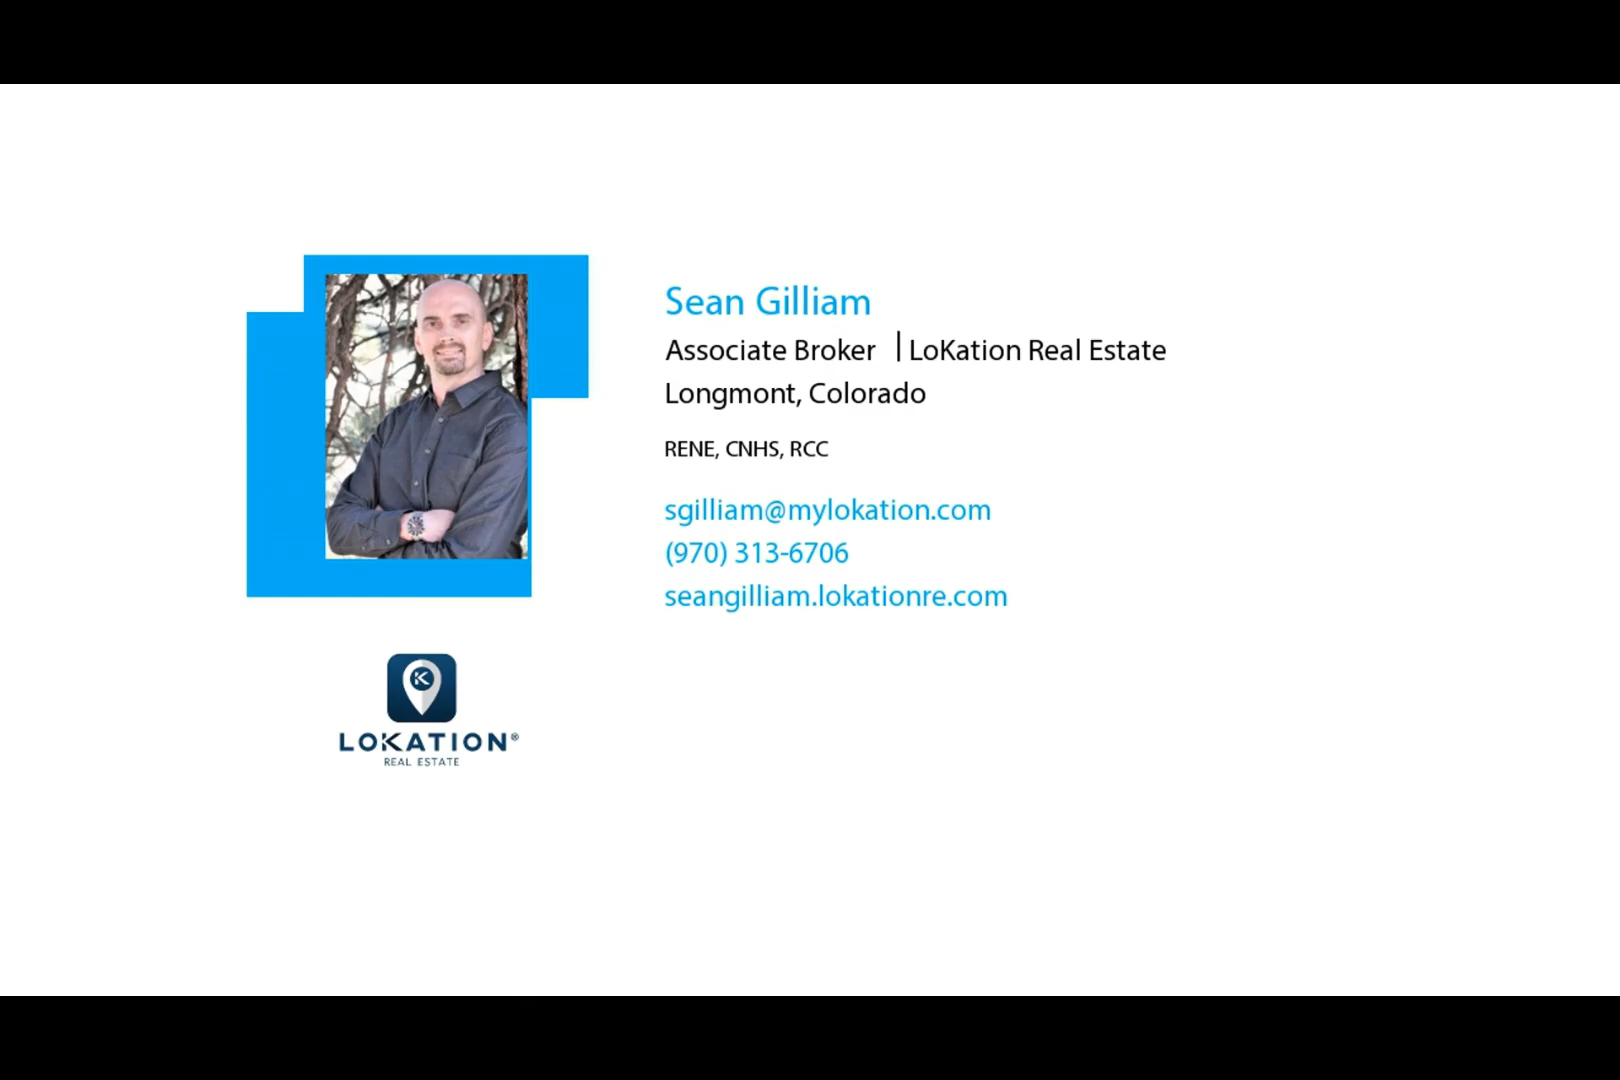 Sean Gilliam
Associate Broker | LoKation Real Estate
Longmont, Colorado
RENE, CNHS, RCC
sgilliam@mylokation.com
(970) 313-6706
seangilliam.lokationre.com
K
LOKATION®
REAL ESTATE